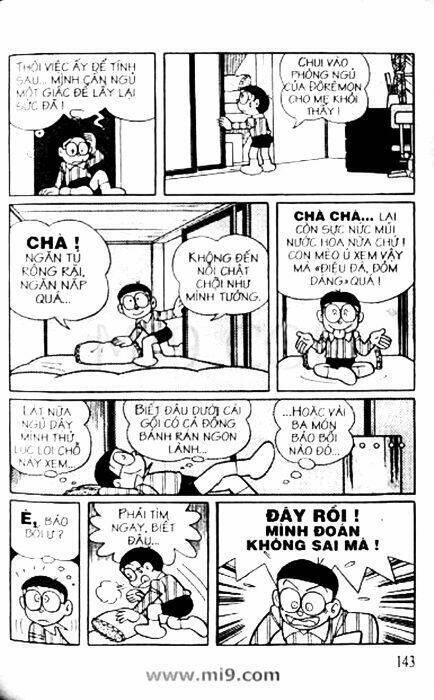 THÔI VIỆC ẤY ĐỂ TÍNH
SAU... MÌNH CẦN NGỦ
MỘT GIẤC ĐỂ LẤY LẠI
SỨC ĐÃ!
CHUI VÀO
PHÒNG NGỦ
CỦA ĐÔRÊMON
CHO MẸ KHỎI
THẤY!
CHÀ!
NGĂN TỦ
RỘNG RÃI,
NGĂN NẮP
QUÁ...
KHÔNG ĐẾN
NỖI CHẬT
CHỘI NHƯ
MÌNH TƯỞNG.
CHÀ CHÀ... LẠI
CÒN SỰC NỨC MÙI
NƯỚC HOA NỮA CHỨ!
CON MÈO Ú XEM VẬY
MÀ «ĐIỆU ĐÀ, ĐỎM
DÁNG» QUÁ!
LÁT NỮA
NGỦ DẬY
MÌNH THỬ
LỤC LỌI CHỖ
NÀY XEM...
BIẾT ĐÂU DƯỚI CÁI
GỐI CÓ CẢ ĐỐNG
BÁNH RÁN NGON
LÀNH...
...HOẶC VÀI
BA MÓN
BẢO BỐI
NÀO ĐÓ...
Ề, BẢO
BỐI Ư?
PHẢI TÌM
NGAY, BIẾT
ĐÂU...
ĐÂY RỒI!
MÌNH ĐOÁN
KHÔNG SAI MÀ!
143
www.mi9.com